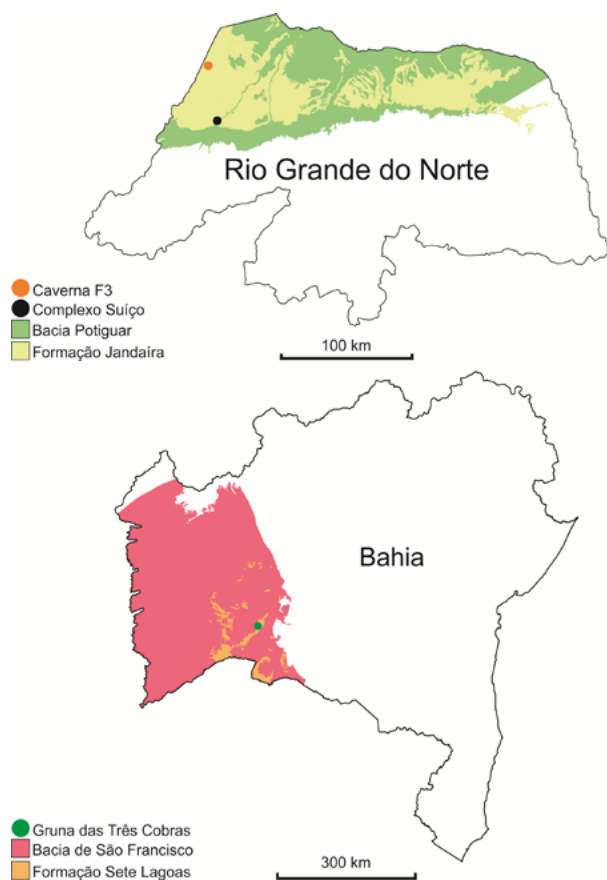 Rio Grande do Norte
Caverna F3
Complexo Suíço
Bacia Potiguar
Formação Jandaíra
100 km
Bahia
Gruna das Três Cobras
Bacia de São Francisco
Formação Sete Lagoas
300 km